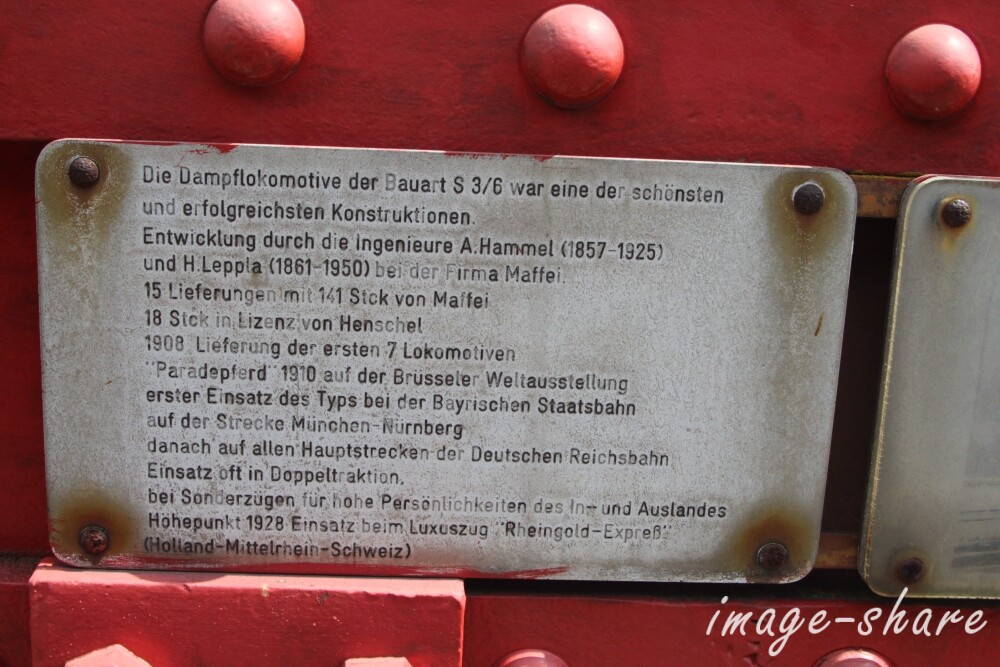 Die Dampflokomotive der Bauart S 3/6 war eine der schönsten
und erfolgreichsten Konstruktionen.
Entwicklung durch die Ingenieure A.Hammel (1857-1925)
und H.Leppla (1861-1950) bei der Firma Maffei.
15 Lieferungen mit 141 Stck von Maffei
18 Stck in Lizenz von Henschel
1908 Lieferung der ersten 7 Lokomotiven
"Paradepferd" 1910 auf der Brüsseler Weltausstellung
erster Einsatz des Typs bei der Bayrischen Staatsbahn
auf der Strecke München-Nürnberg
danach auf allen Hauptstrecken der Deutschen Reichsbahn
Einsatz oft in Doppeltraktion.
bei Sonderzügen für hohe Persönlichkeiten des In- und Auslandes
Höhepunkt 1928 Einsatz beim Luxuszug "Rheingold-Expreß"
(Holland-Mittelrhein-Schweiz)
image-share